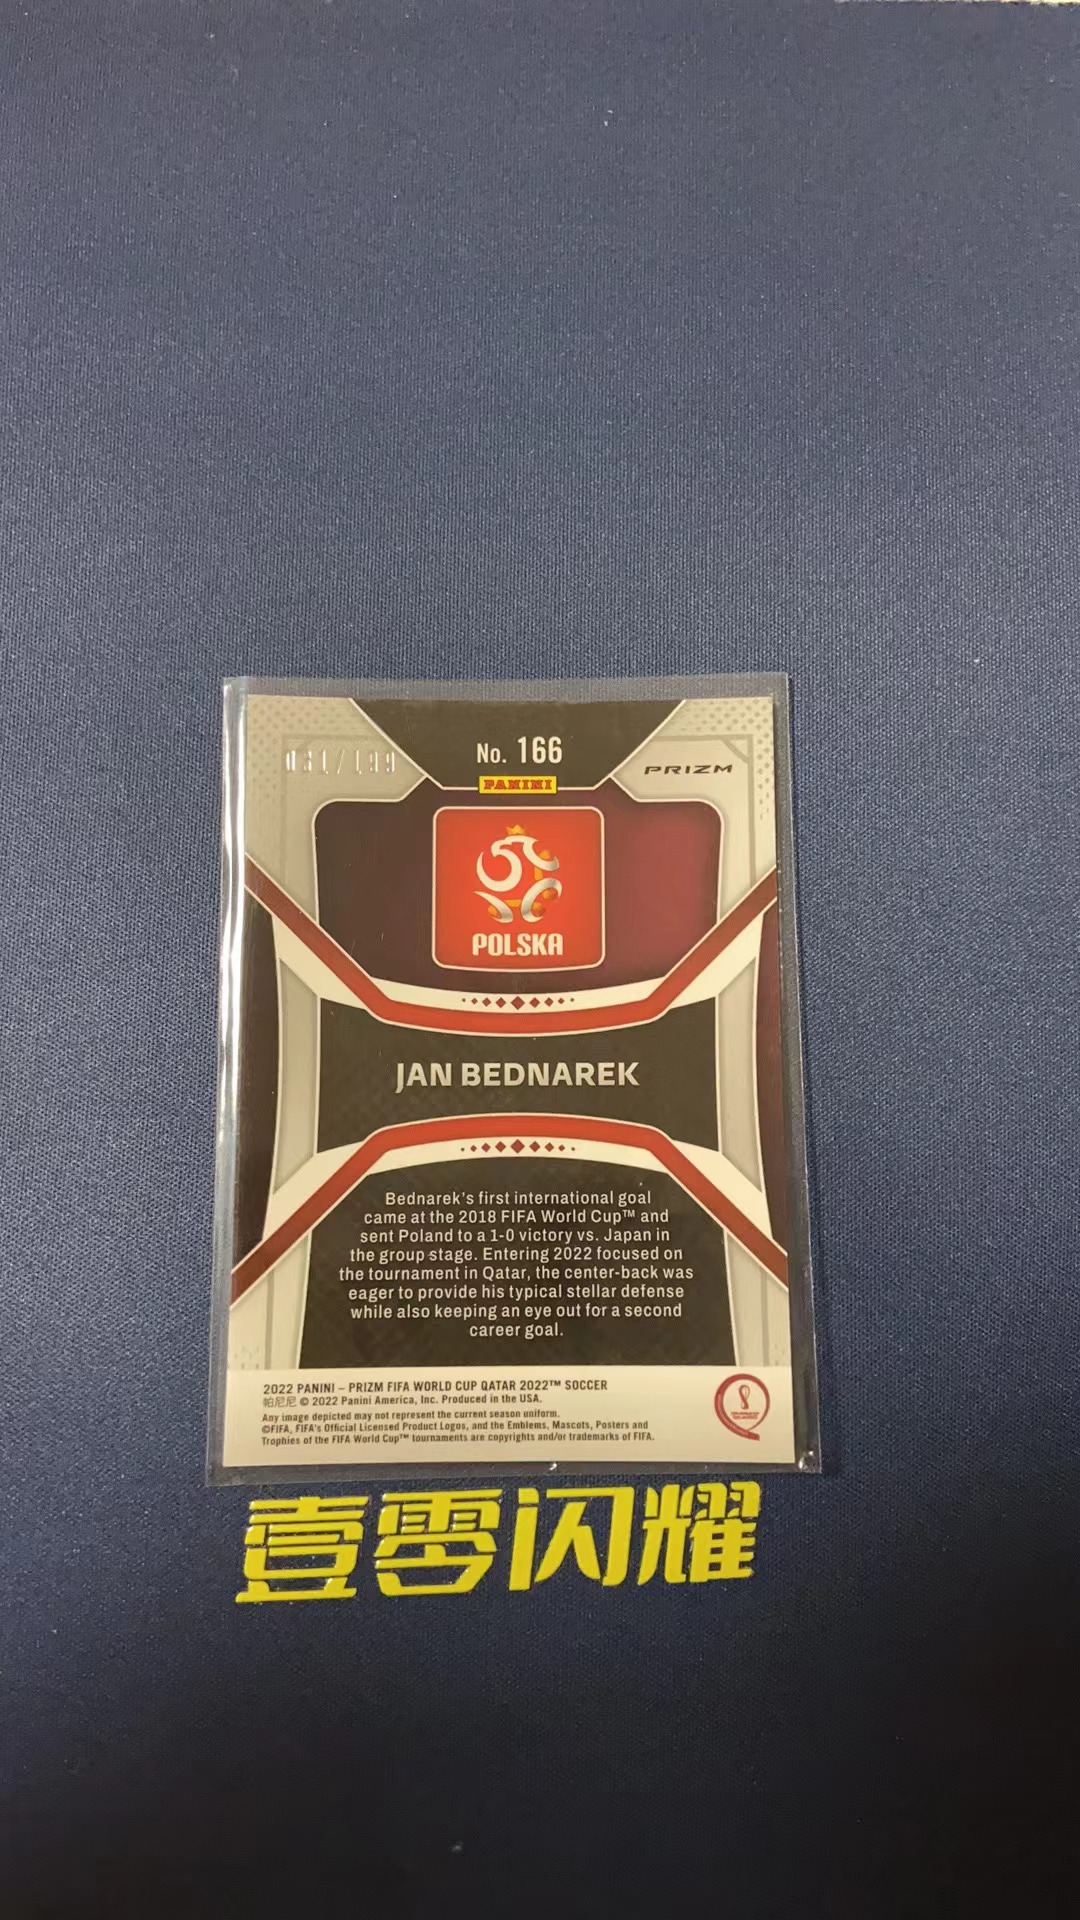 No. 166
/199
PRIZM
PANINI
POLSKA
JAN BEDNAREK
Bednarek's first international goal
came at the 2018 FIFA World Cup™ and
sent Poland to a 1-0 victory vs. Japan in
the group stage. Entering 2022 focused on
the tournament in Qatar, the center-back was
eager to provide his typical stellar defense
while also keeping an eye out for a second
career goal.
2022 PANINI – PRIZM FIFA WORLD CUP QATAR 2022™ SOCCER
帕尼尼 © 2022 Panini America, Inc. Produced in the USA.
Any image depicted may not represent the current season uniform.
©FIFA, FIFA's Official Licensed Product Logos, and the Emblems, Mascots, Posters and
Trophies of the FIFA World Cup™ tournaments are copyrights and/or trademarks of FIFA.
壹零闪耀